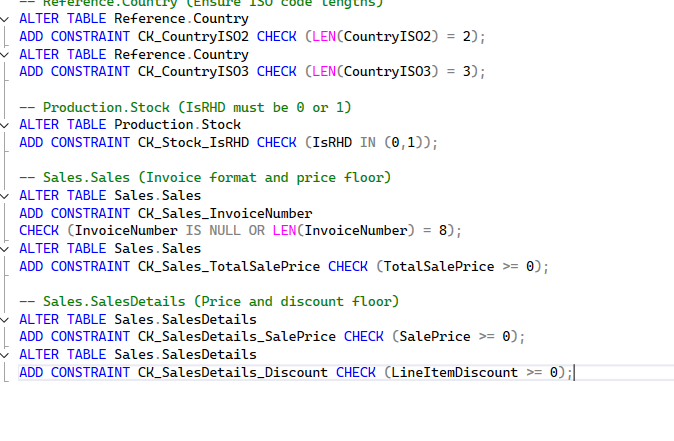 -- Reference.Country (Ensure ISO code lengths)
ALTER TABLE Reference.Country
ADD CONSTRAINT CK_CountryISO2 CHECK (LEN(CountryISO2) = 2);
ALTER TABLE Reference.Country
ADD CONSTRAINT CK_CountryISO3 CHECK (LEN(CountryISO3) = 3);
-- Production.Stock (IsRHD must be 0 or 1)
ALTER TABLE Production.Stock
ADD CONSTRAINT CK_Stock_IsRHD CHECK (IsRHD IN (0,1));
-- Sales.Sales (Invoice format and price floor)
ALTER TABLE Sales.Sales
ADD CONSTRAINT CK_Sales_InvoiceNumber
CHECK (InvoiceNumber IS NULL OR LEN(InvoiceNumber) = 8);
ALTER TABLE Sales.Sales
ADD CONSTRAINT CK_Sales_TotalSalePrice CHECK (TotalSalePrice >= 0);
-- Sales.SalesDetails (Price and discount floor)
ALTER TABLE Sales.SalesDetails
ADD CONSTRAINT CK_SalesDetails_SalePrice CHECK (SalePrice >= 0);
ALTER TABLE Sales.SalesDetails
ADD CONSTRAINT CK_SalesDetails_Discount CHECK (LineItemDiscount >= 0);